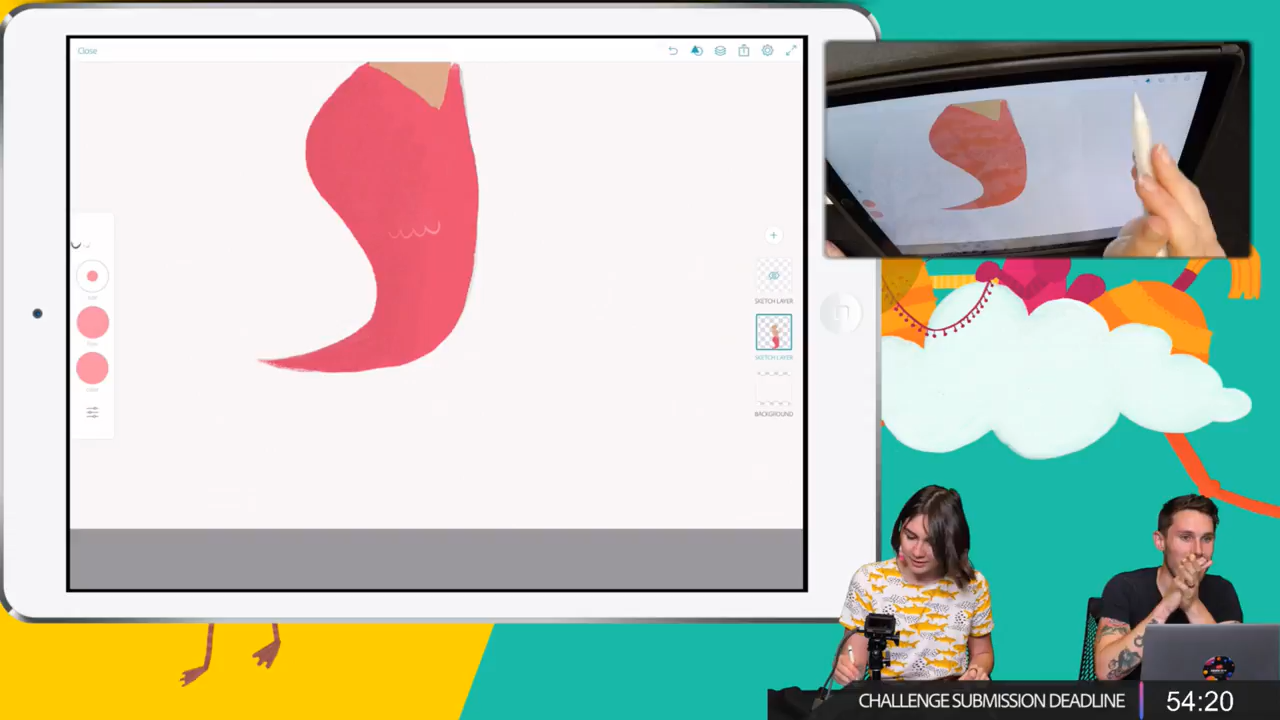 Close
SKETCH LAYER
SKETCH LAYER
BACKGROUND
CHALLENGE SUBMISSION DEADLINE
54:20